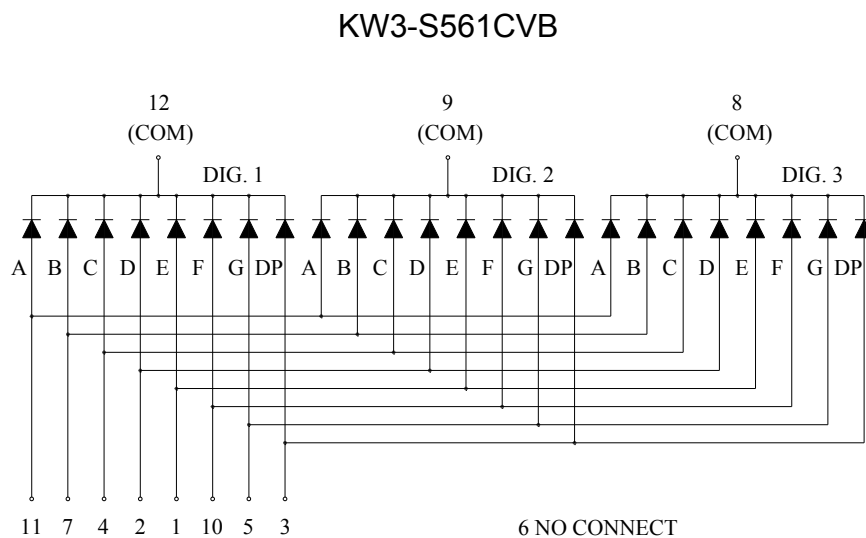 KW3-S561CVB
12 9 8
(COM) (COM) (COM)
DIG. 1 DIG. 2 DIG. 3
A B C D E F G DP A B C D E F G DP A B C D E F G DP
11 7 4 2 1 10 5 3 6 NO CONNECT